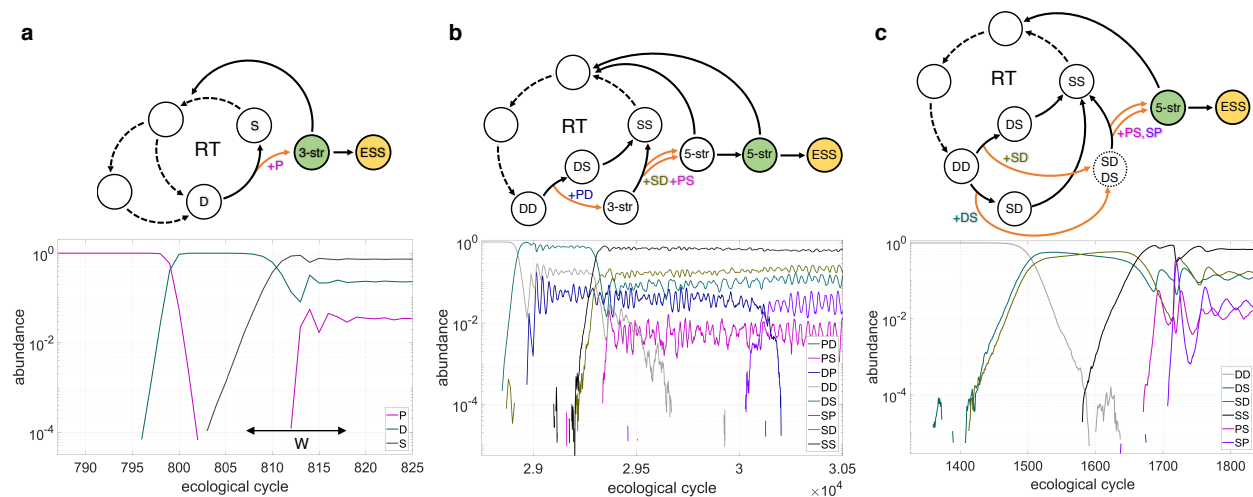 a
RT
S
D
+P
3-str
ESS
abundance
10^0
10^-2
10^-4
W
P
D
S
790 795 800 805 810 815 820 825
ecological cycle
b
RT
SS
DS
DD
+PD
3-str
+SD+PS
5-str
5-str
ESS
abundance
10^0
10^-2
10^-4
PD
PS
DP
DD
DS
SP
SD
SS
2.9 2.95 3 3.05
× 10^4
ecological cycle
c
RT
SS
DS
DD
+SD
+DS
SD
SD
DS
+PS,SP
5-str
ESS
abundance
10^0
10^-2
10^-4
DD
DS
SD
SS
PS
SP
1400 1500 1600 1700 1800
ecological cycle